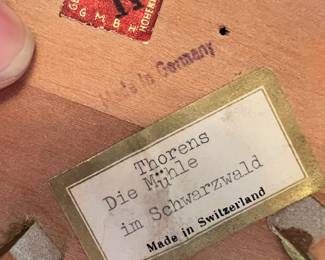 G M B H
Made in Germany
Thorens
Die Mühle
im Schwarzwald
Made in Switzerland